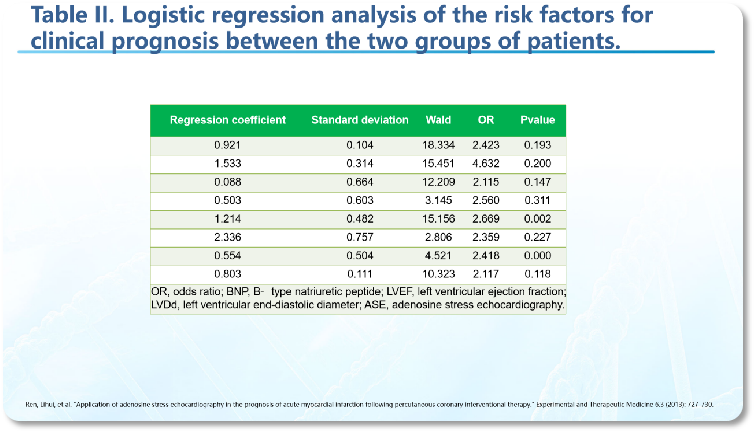 Table II. Logistic regression analysis of the risk factors for
clinical prognosis between the two groups of patients.
Regression coefficient Standard deviation Wald OR Pvalue
0.921 0.104 18.334 2.423 0.193
1.533 0.314 15.451 4.632 0.200
0.088 0.664 12.209 2.115 0.147
0.503 0.603 3.145 2.560 0.311
1.214 0.482 15.156 2.669 0.002
2.336 0.757 2.806 2.359 0.227
0.554 0.504 4.521 2.418 0.000
0.803 0.111 10.323 2.117 0.118
OR, odds ratio; BNP, B- type natriuretic peptide; LVEF, left ventricular ejection fraction;
LVDd, left ventricular end-diastolic diameter; ASE, adenosine stress echocardiography.
Ren, Lihui, et al. "Application of adenosine stress echocardiography in the prognosis of acute myocardial infarction following percutaneous coronary interventional therapy." Experimental and Therapeutic Medicine 6.3 (2013): 727-730.